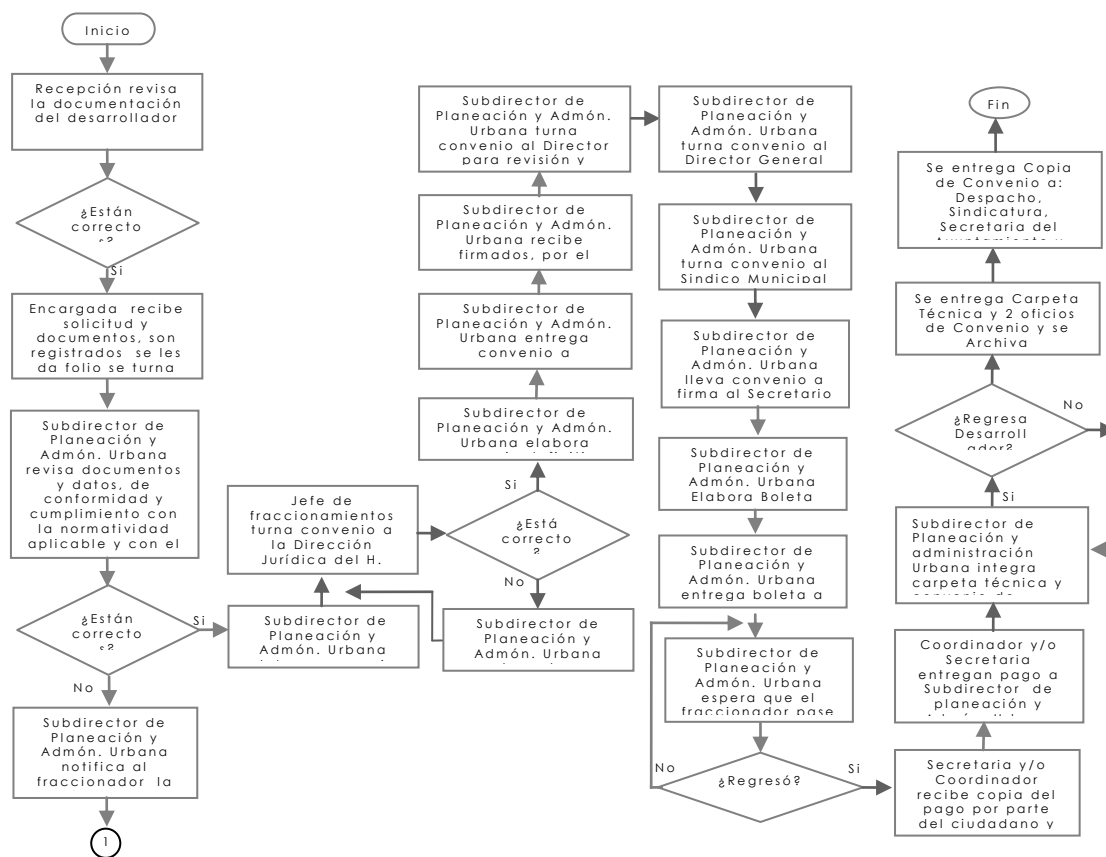 Inicio
Recepción revisa
la documentación
del desarrollador
¿Están
correcto
s?
Si
Encargada recibe
solicitud y
documentos, son
registrados se les
da folio se turna
Subdirector de
Planeación y
Admón. Urbana
revisa documentos
y datos, de
conformidad y
cumplimiento con
la normatividad
aplicable y con el
¿Están
correcto
s?
Si
No
Subdirector de
Planeación y
Admón. Urbana
notifica al
fraccionador la
1
Subdirector de
Planeación y
Admón. Urbana
Jefe de
fraccionamientos
turna convenio a
la Dirección
Jurídica del H.
¿Está
correcto
?
No
Subdirector de
Planeación y
Admón. Urbana
Si
Subdirector de
Planeación y Admón.
Urbana elabora
Subdirector de
Planeación y Admón.
Urbana entrega
convenio a
Subdirector de
Planeación y Admón.
Urbana recibe
firmados, por el
Subdirector de
Planeación y Admón.
Urbana turna
convenio al Director
para revisión y
Subdirector de
Planeación y
Admón. Urbana
turna convenio al
Director General
Subdirector de
Planeación y
Admón. Urbana
turna convenio al
Sindico Municipal
Subdirector de
Planeación y
Admón. Urbana
lleva convenio a
firma al Secretario
Subdirector de
Planeación y
Admón. Urbana
Elabora Boleta
Subdirector de
Planeación y
Admón. Urbana
entrega boleta a
Subdirector de
Planeación y
Admón. Urbana
espera que el
fraccionador pase
¿Regresó?
No
Si
Secretaria y/o
Coordinador
recibe copia del
pago por parte
del ciudadano y
Coordinador y/o
Secretaria
entregan pago a
Subdirector de
planeación y
Subdirector de
Planeación y
administración
Urbana integra
carpeta técnica y
convenio de
Si
¿Regresa
Desarroll
ador?
No
Se entrega Carpeta
Técnica y 2 oficios
de Convenio y se
Archiva
Se entrega Copia
de Convenio a:
Despacho,
Sindicatura,
Secretaria del
Ayuntamiento y
Fin